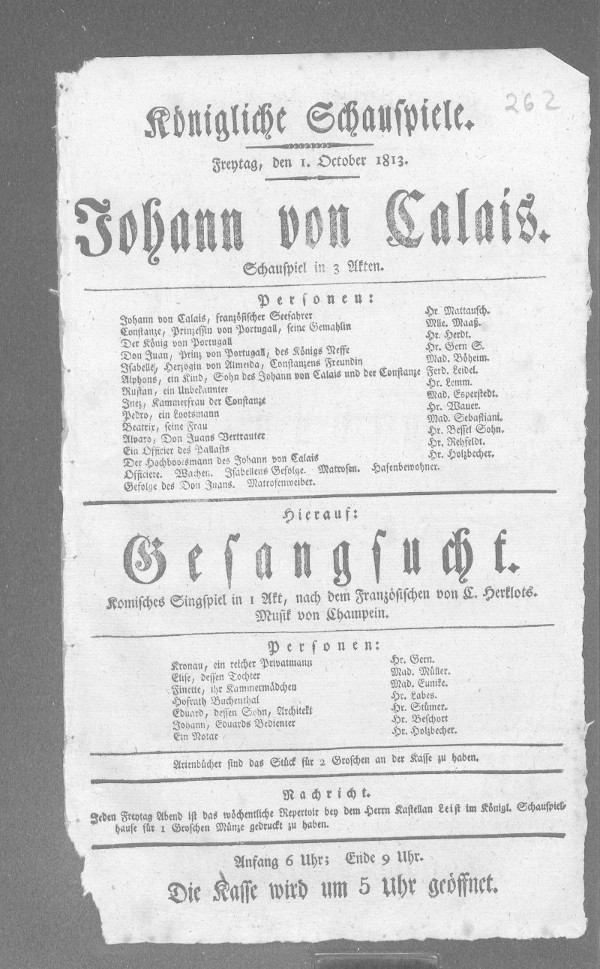 262
Königliche Schauspiele.
Freytag, den 1. October 1813.
Johann von Calais.
Schauspiel in 3 Akten.
Personen:
Johann von Calais, französischer Seefahrer Hr. Mattausch.
Constanze, Prinzessin von Portugall, seine Gemahlin Mlle. Maaß.
Der König von Portugall Hr. Herdt.
Don Juan, Prinz von Portugall, des Königs Neffe Hr. Gern S.
Isabelle, Herzogin von Almeida, Constanzens Freundin Mad. Böheim.
Alphons, ein Kind, Sohn des Johann von Calais und der Constanze Ferd. Leidel.
Rustan, ein Unbekannter Hr. Lemm.
Inez, Kammerfrau der Constanze Mad. Esperstedt.
Pedro, ein Lootsmann Hr. Wauer.
Beatrix, seine Frau Mad. Sebastiani.
Alvaro, Don Juans Vertrauter Hr. Bessel Sohn.
Ein Officier des Pallasts Hr. Rehfeldt.
Der Hochbootsmann des Johann von Calais Hr. Holzbecher.
Officiere. Wachen. Isabellens Gefolge. Matrosen. Hafenbewohner.
Gefolge des Don Juans. Matrosenweiber.
Hierauf:
Gesangsucht.
Komisches Singspiel in 1 Akt, nach dem Französischen von C. Herklots.
Musik von Champein.
Personen:
Kronau, ein reicher Privatmann Hr. Gern.
Elise, dessen Tochter Mad. Müller.
Finette, ihr Kammermädchen Mad. Eunike.
Hofrath Buchenthal Hr. Labes.
Eduard, dessen Sohn, Architekt Hr. Stümer.
Johann, Eduards Bedienter Hr. Beschort
Ein Notar Hr. Holzbecher.
Arienbücher sind das Stück für 2 Groschen an der Kasse zu haben.
Nachricht.
Jeden Freytag Abend ist das wöchentliche Repertoir bey dem Herrn Kastellan Leist im Königl. Schauspiel-
hause für 1 Groschen Münze gedruckt zu haben.
Anfang 6 Uhr; Ende 9 Uhr.
Die Kasse wird um 5 Uhr geöffnet.